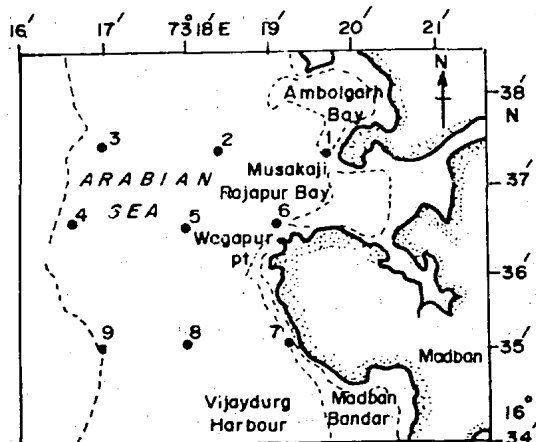 16′ 17′ 73° 18′E 19′ 20′ 21′
N
38′
N
Ambolgarh
Bay
3 2 1
Musakaji
ARABIAN
Rajapur Bay
37′
SEA
4 5 6
Wagapur
pt.
36′
9 8 7
35′
Madban
Vijaydurg
Harbour
Madban
Bandar
16°
34′